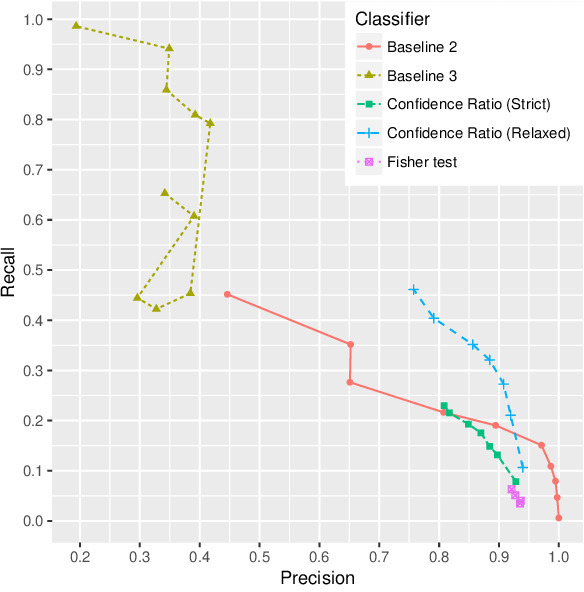 Classifier
Baseline 2
Baseline 3
Confidence Ratio (Strict)
Confidence Ratio (Relaxed)
Fisher test
1.0
0.9
0.8
0.7
0.6
0.5
0.4
0.3
0.2
0.1
0.0
Recall
0.2 0.3 0.4 0.5 0.6 0.7 0.8 0.9 1.0
Precision